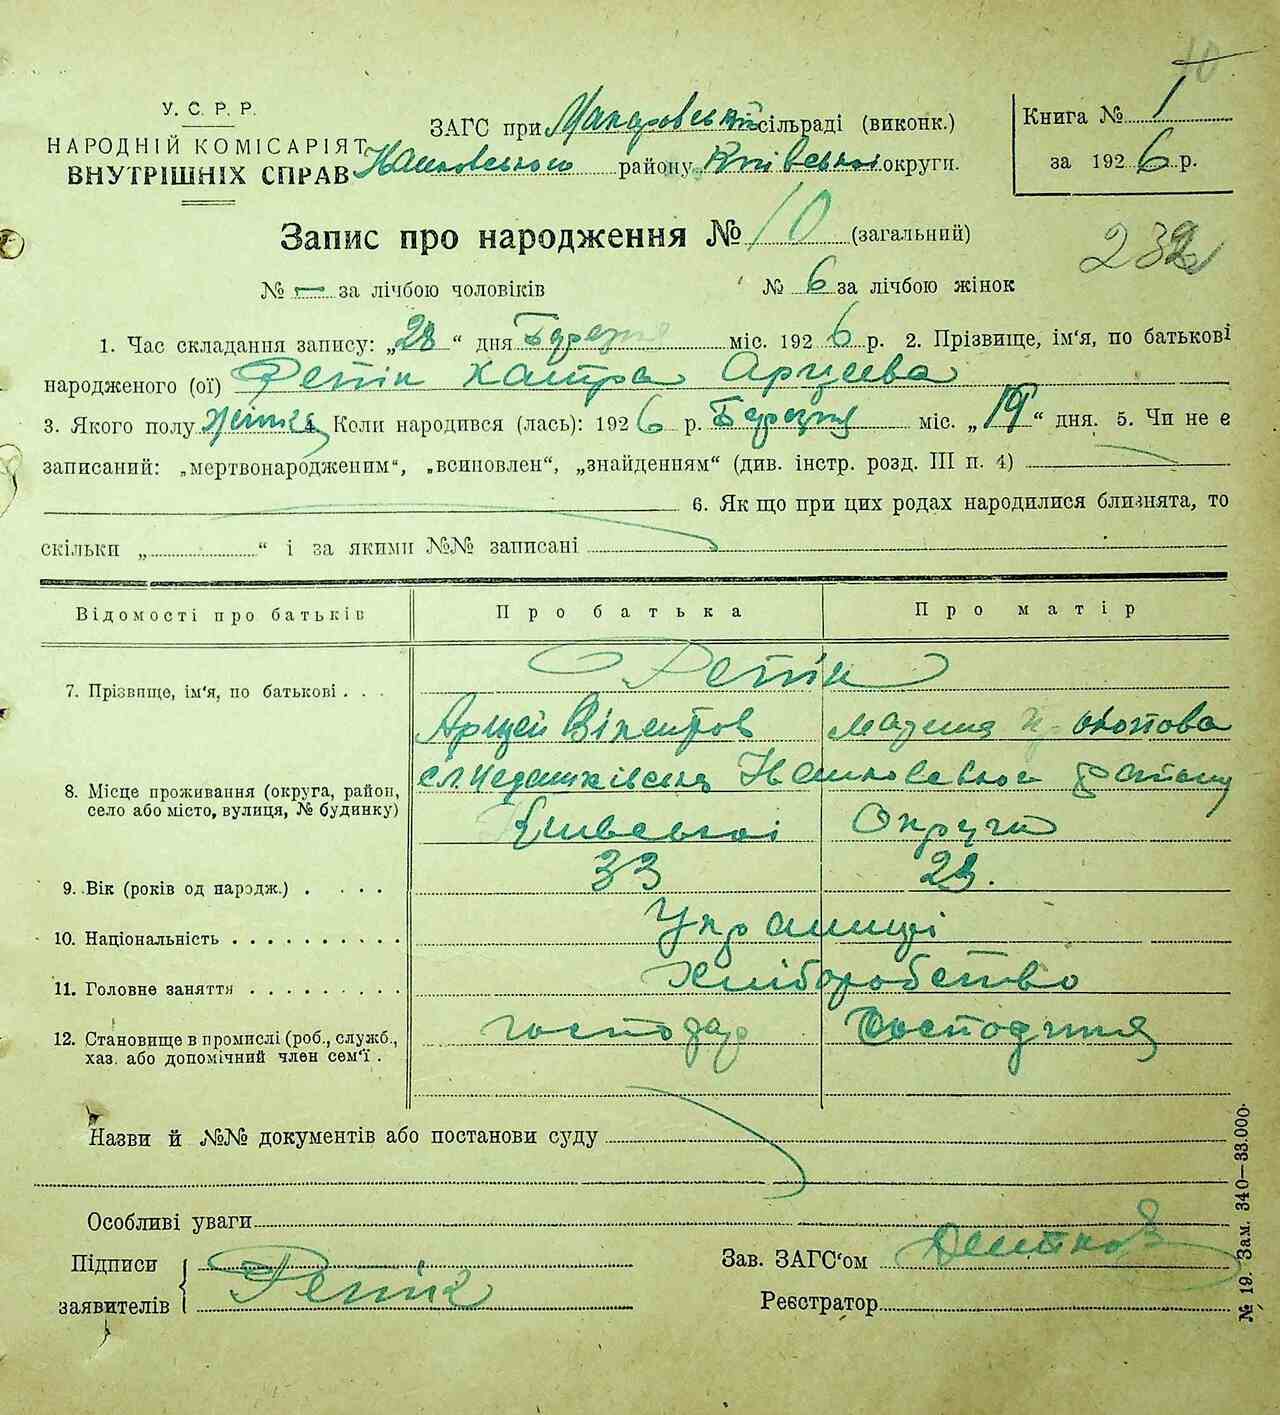 10
У. С. Р. Р.
НАРОДНІЙ КОМІСАРІЯТ
ВНУТРІШНІХ СПРАВ
ЗАГС при Макаровській сільраді (виконк.)
району Київської округи.
Книга № 1
за 1926 р.
Запис про народження № 10 (загальний)
232
№ – за лічбою чоловіків № 6 за лічбою жінок
1. Час складання запису: „28“ дня Березня міс. 1926 р. 2. Прізвище, ім'я, по батькові
народженого (ої) Репік
3. Якого полу жінка 4. Коли народився (лась): 1926 р. Березня міс. „19“ дня. 5. Чи не є
записаний: „мертвонародженим“, „всиновлен“, „знайденням“ (див. інстр. розд. III п. 4)
6. Як що при цих родах народилися близнята, то
скільки „ “ і за якими №№ записані
Відомості про батьків Про батька Про матір
7. Прізвище, ім'я, по батькові . . . Репік
8. Місце проживання (округа, район,
село або місто, вулиця, № будинку)
Київської Округи
9. Вік (років од народж.) . . . . 33 23.
10. Національність . . . . . . . . . . Українці
11. Головне заняття . . . . . . . . . Хліборобство
12. Становище в промислі (роб., служб.,
хаз. або допомічний член сем'ї .
господар Господиня
Назви й №№ документів або постанови суду
Особливі уваги
Підписи
заявителів
Репік
Зав. ЗАГС'ом
Реєстратор
№ 19. Зам. 340—33.000.